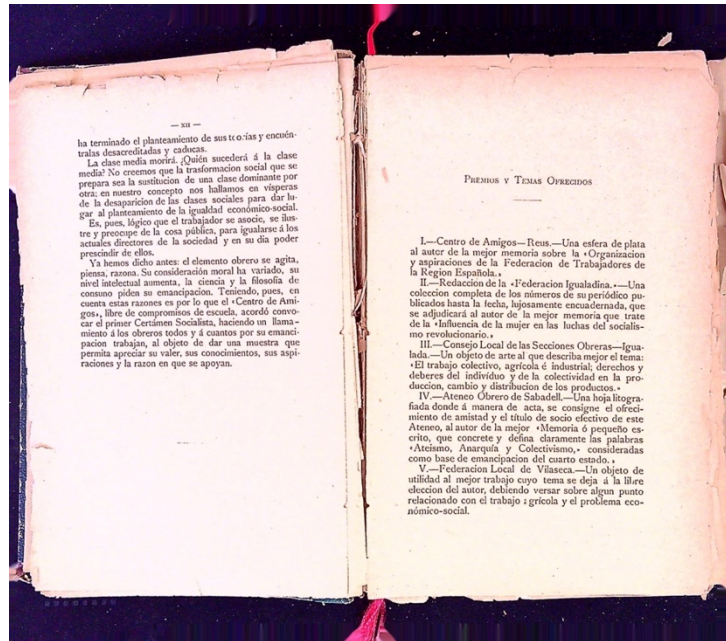 — XII —
ha terminado el planteamiento de sus teorías y encuén-
tralas desacreditadas y caducas.
La clase media morirá. ¿Quién sucederá á la clase
media? No creemos que la trasformacion social que se
prepara sea la sustitucion de una clase dominante por
otra; en nuestro concepto nos hallamos en vísperas
de la desaparicion de las clases sociales para dar lu-
gar al planteamiento de la igualdad económico-social.
Es, pues, lógico que el trabajador se asocie, se ilus-
tre y preocupe de la cosa pública, para igualarse á los
actuales directores de la sociedad y en su dia poder
prescindir de ellos.
Ya hemos dicho antes: el elemento obrero se agita,
piensa, razona. Su consideración moral ha variado, su
nivel intelectual aumenta, la ciencia y la filosofía de
consuno piden su emancipacion. Teniendo, pues, en
cuenta estas razones es por lo que el «Centro de Ami-
gos», libre de compromisos de escuela, acordó convo-
car el primer Certámen Socialista, haciendo un llama-
miento á los obreros todos y á cuantos por su emanci-
pacion trabajan, al objeto de dar una muestra que
permita apreciar su valer, sus conocimientos, sus aspi-
raciones y la razon en que se apoyan.
PREMIOS Y TEMAS OFRECIDOS
I.—Centro de Amigos—Reus.—Una esfera de plata
al autor de la mejor memoria sobre la «Organizacion
y aspiraciones de la Federacion de Trabajadores de
la Region Española.»
II.—Redaccion de la «Federacion Igualadina.»—Una
coleccion completa de los números de su periódico pu-
blicados hasta la fecha, lujosamente encuadernada, que
se adjudicará al autor de la mejor memoria que trate
de la «Influencia de la mujer en las luchas del socialis-
mo revolucionario.»
III.—Consejo Local de las Secciones Obreras—Igua-
lada.—Un objeto de arte al que describa mejor el tema:
«El trabajo colectivo, agrícola é industrial; derechos y
deberes del indivíduo y de la colectividad en la pro-
duccion, cambio y distribucion de los productos.»
IV.—Ateneo Obrero de Sabadell.—Una hoja litogra-
fiada donde á manera de acta, se consigne el ofreci-
miento de amistad y el título de socio efectivo de este
Ateneo, al autor de la mejor «Memoria ó pequeño es-
crito, que concrete y defina claramente las palabras
«Ateismo, Anarquía y Colectivismo,» consideradas
como base de emancipacion del cuarto estado.»
V.—Federacion Local de Vilaseca.—Un objeto de
utilidad al mejor trabajo cuyo tema se deja á la libre
eleccion del autor, debiendo versar sobre algun punto
relacionado con el trabajo agrícola y el problema eco-
nómico-social.